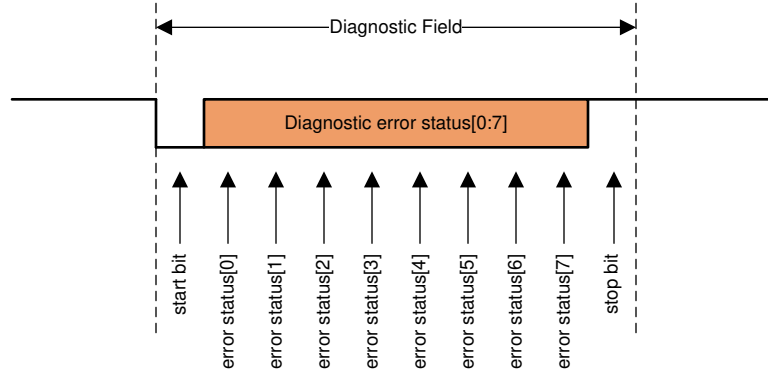 Diagnostic Field
Diagnostic error status[0:7]
start bit
error status[0]
error status[1]
error status[2]
error status[3]
error status[4]
error status[5]
error status[6]
error status[7]
stop bit